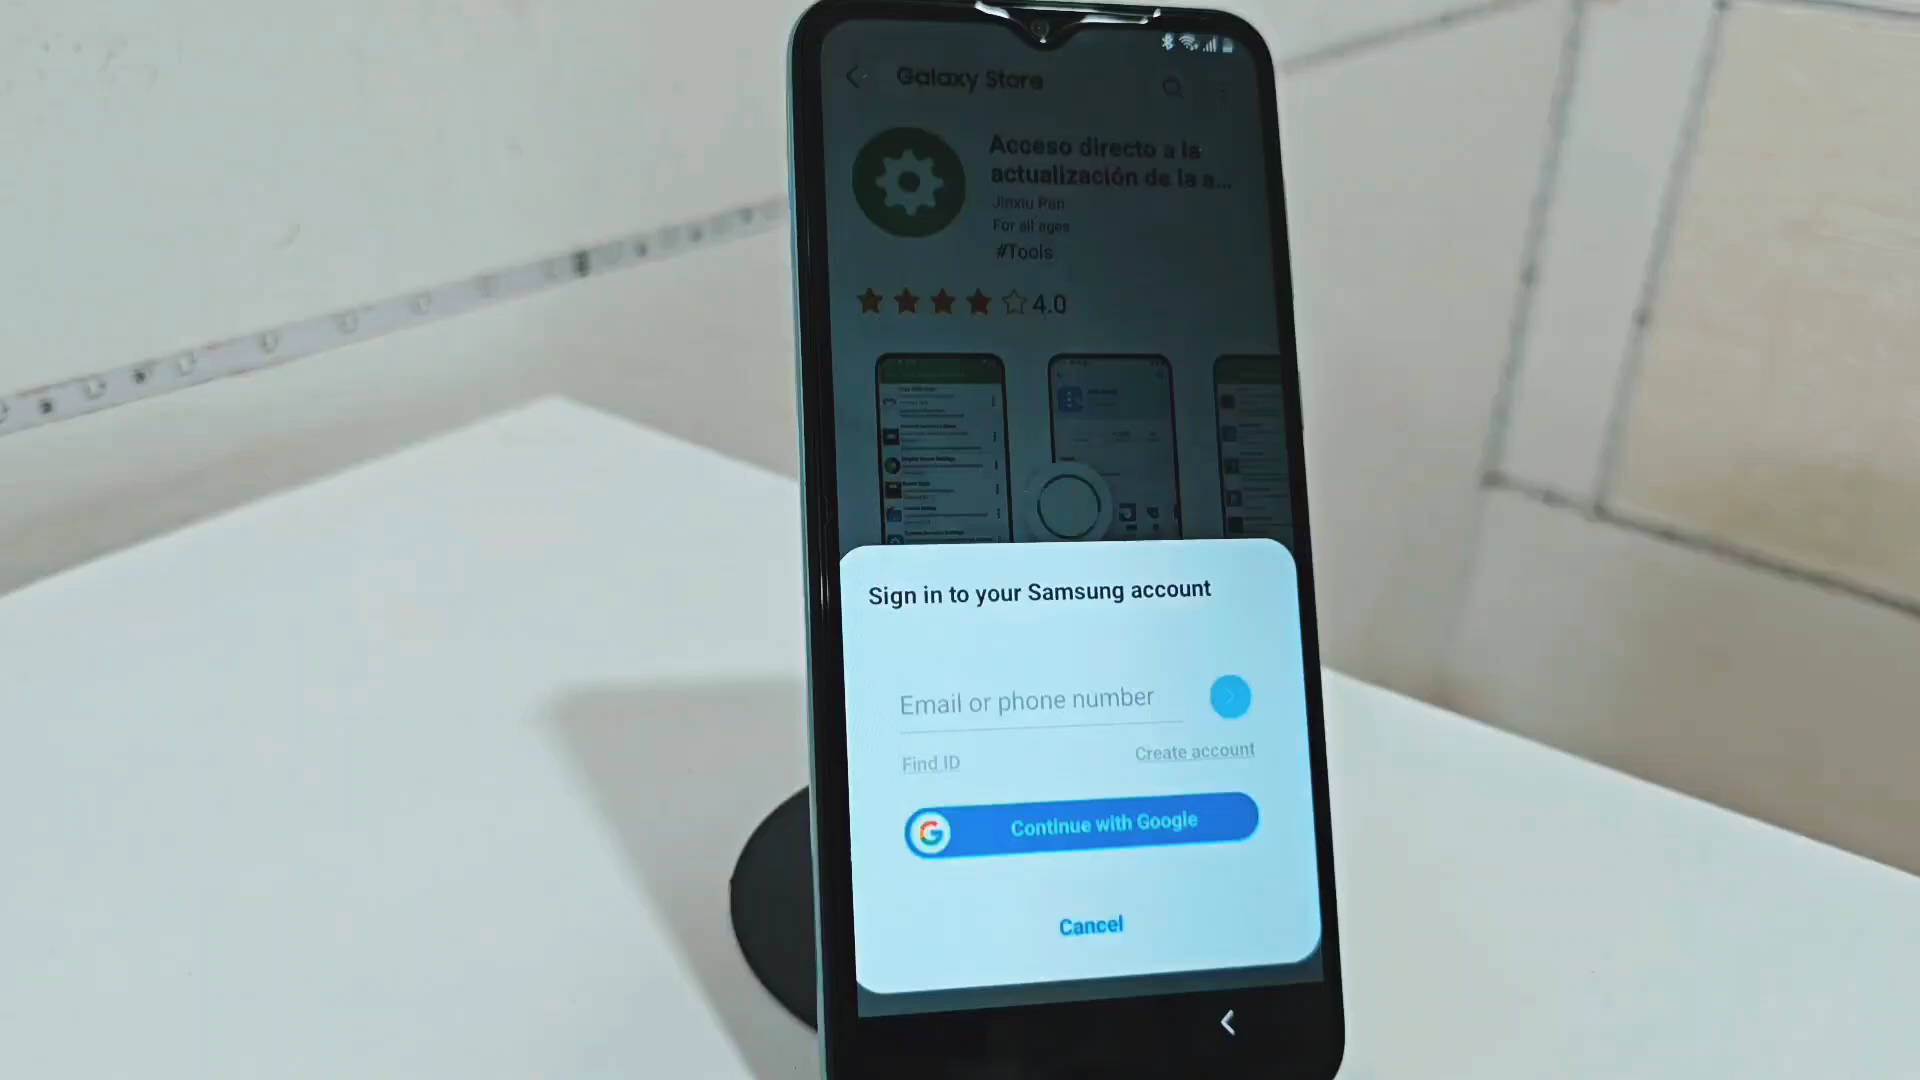 Galaxy Store
Acceso directo a la
actualización de la a...
Jinxiu Pan
For all ages
#Tools
4.0
Sign in to your Samsung account
Email or phone number
Find ID
Create account
G
Continue with Google
Cancel